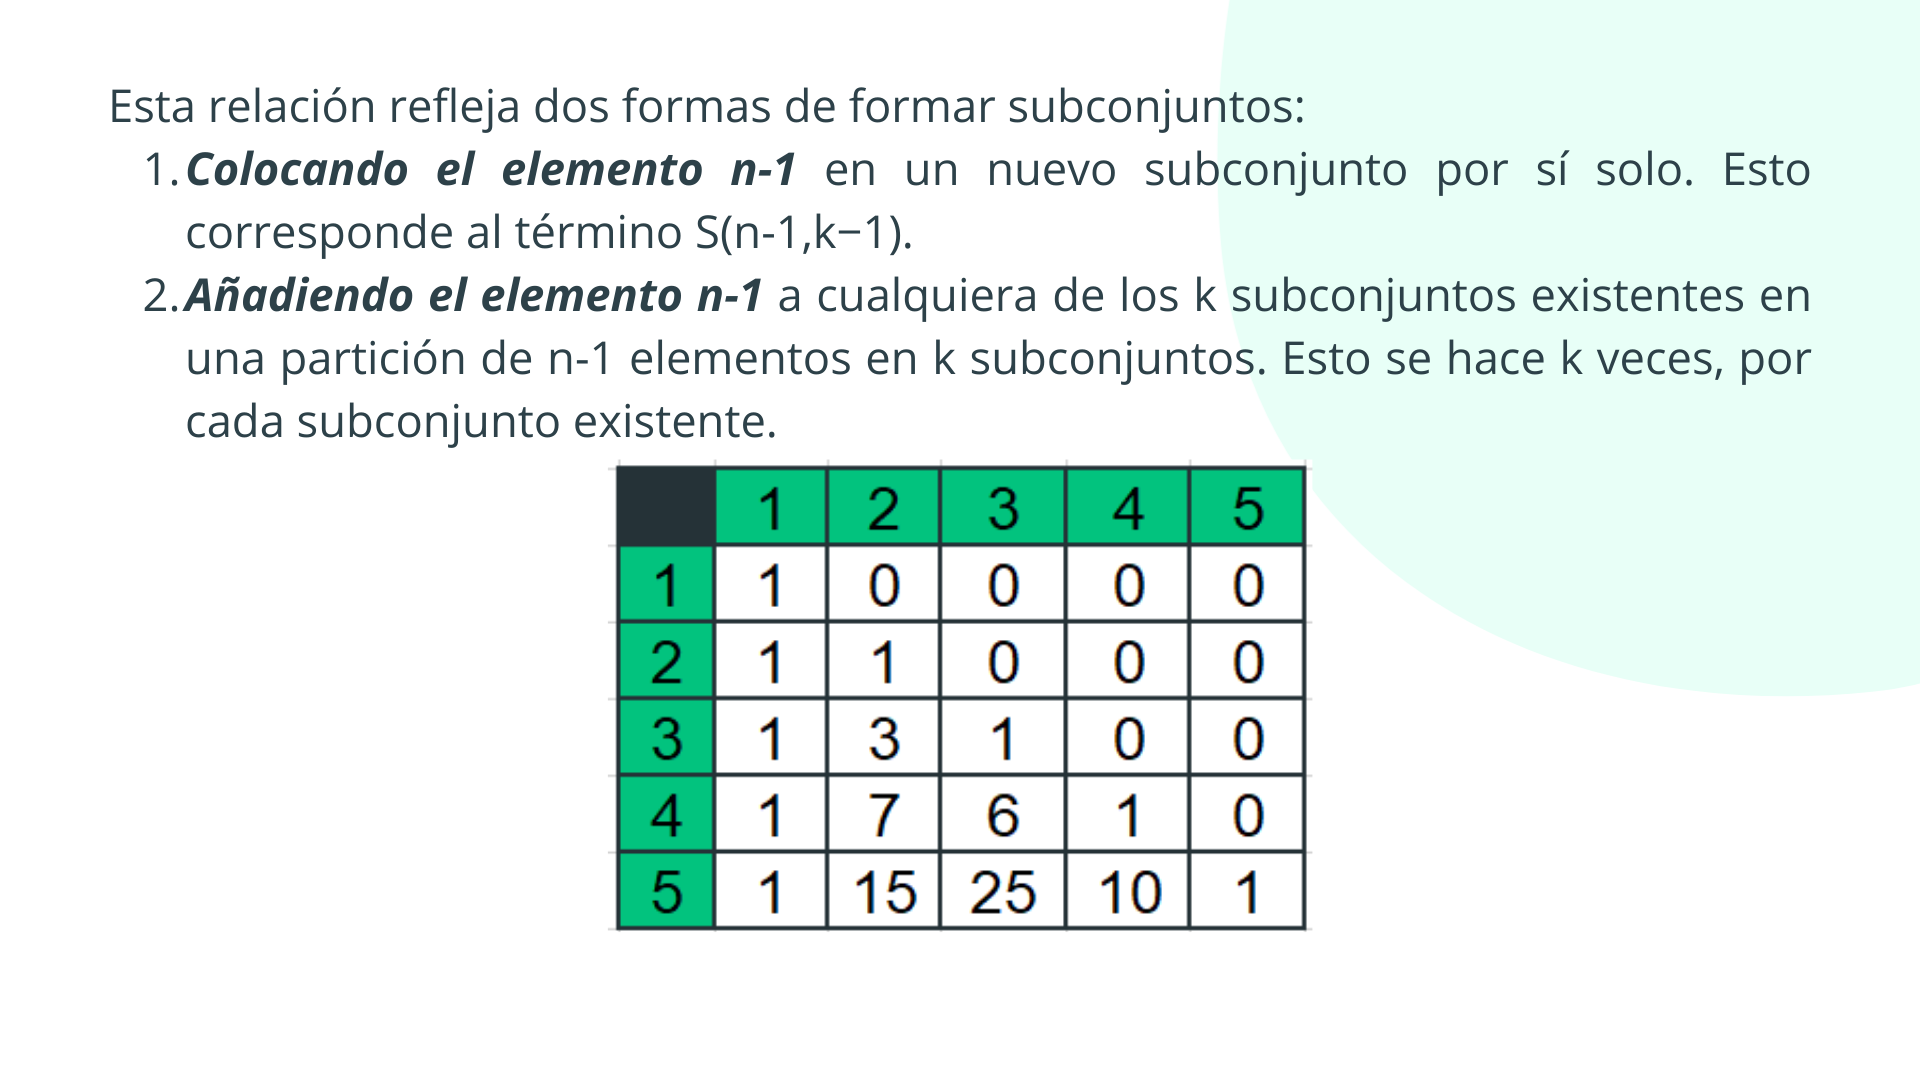 Esta relación refleja dos formas de formar subconjuntos:
1. Colocando el elemento n-1 en un nuevo subconjunto por sí solo. Esto
corresponde al término S(n-1,k−1).
2. Añadiendo el elemento n-1 a cualquiera de los k subconjuntos existentes en
una partición de n-1 elementos en k subconjuntos. Esto se hace k veces, por
cada subconjunto existente.
1 2 3 4 5
1 1 0 0 0 0
2 1 1 0 0 0
3 1 3 1 0 0
4 1 7 6 1 0
5 1 15 25 10 1